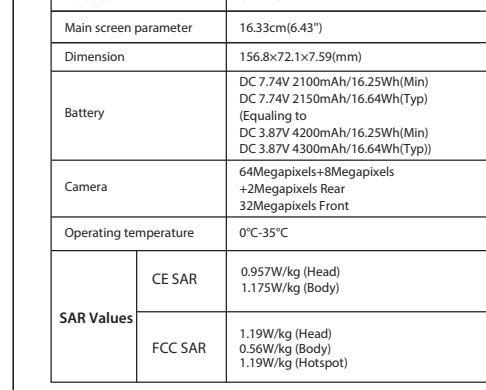 Main screen parameter 16.33cm(6.43")
Dimension 156.8×72.1×7.59(mm)
Battery DC 7.74V 2100mAh/16.25Wh(Min)
DC 7.74V 2150mAh/16.64Wh(Typ)
(Equaling to
DC 3.87V 4200mAh/16.25Wh(Min)
DC 3.87V 4300mAh/16.64Wh(Typ))
Camera 64Megapixels+8Megapixels
+2Megapixels Rear
32Megapixels Front
Operating temperature 0°C-35°C
SAR Values
CE SAR 0.957W/kg (Head)
1.175W/kg (Body)
FCC SAR 1.19W/kg (Head)
0.56W/kg (Body)
1.19W/kg (Hotspot)